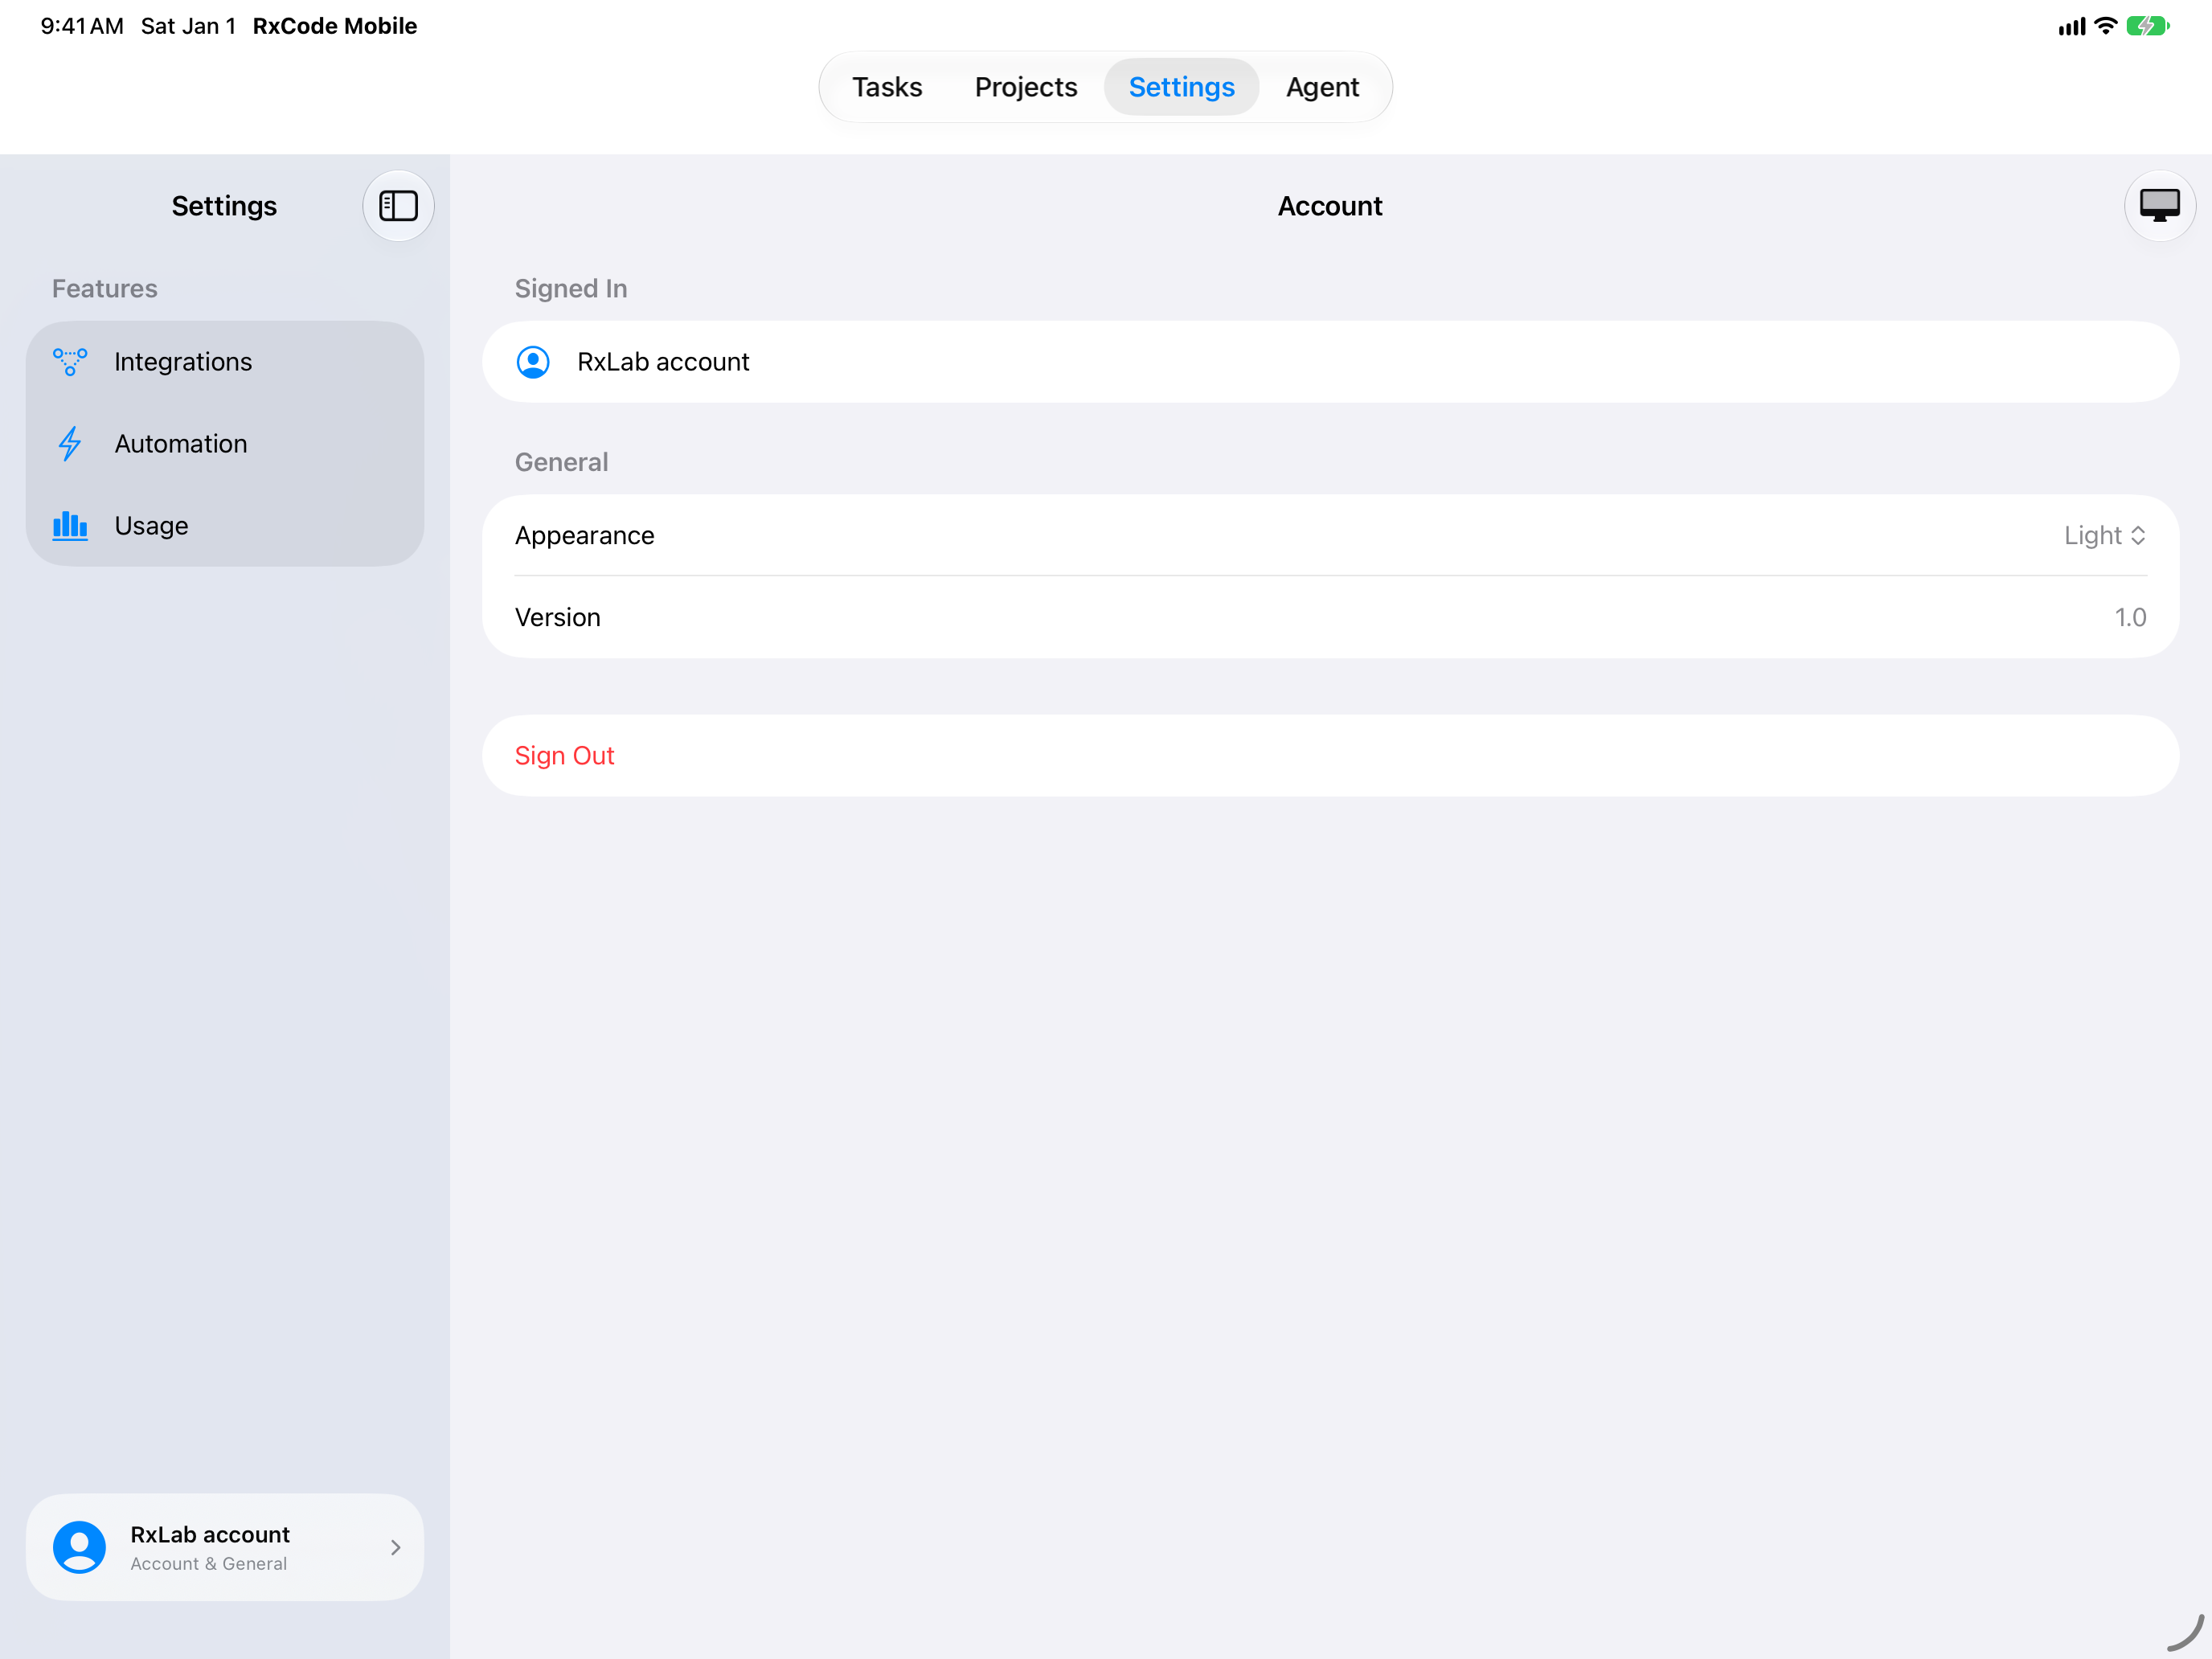 9:41 AM Sat Jan 1 RxCode Mobile
Tasks Projects Settings Agent
Settings
Features
Integrations
Automation
Usage
RxLab account
Account & General
Account
Signed In
RxLab account
General
Appearance Light
Version 1.0
Sign Out